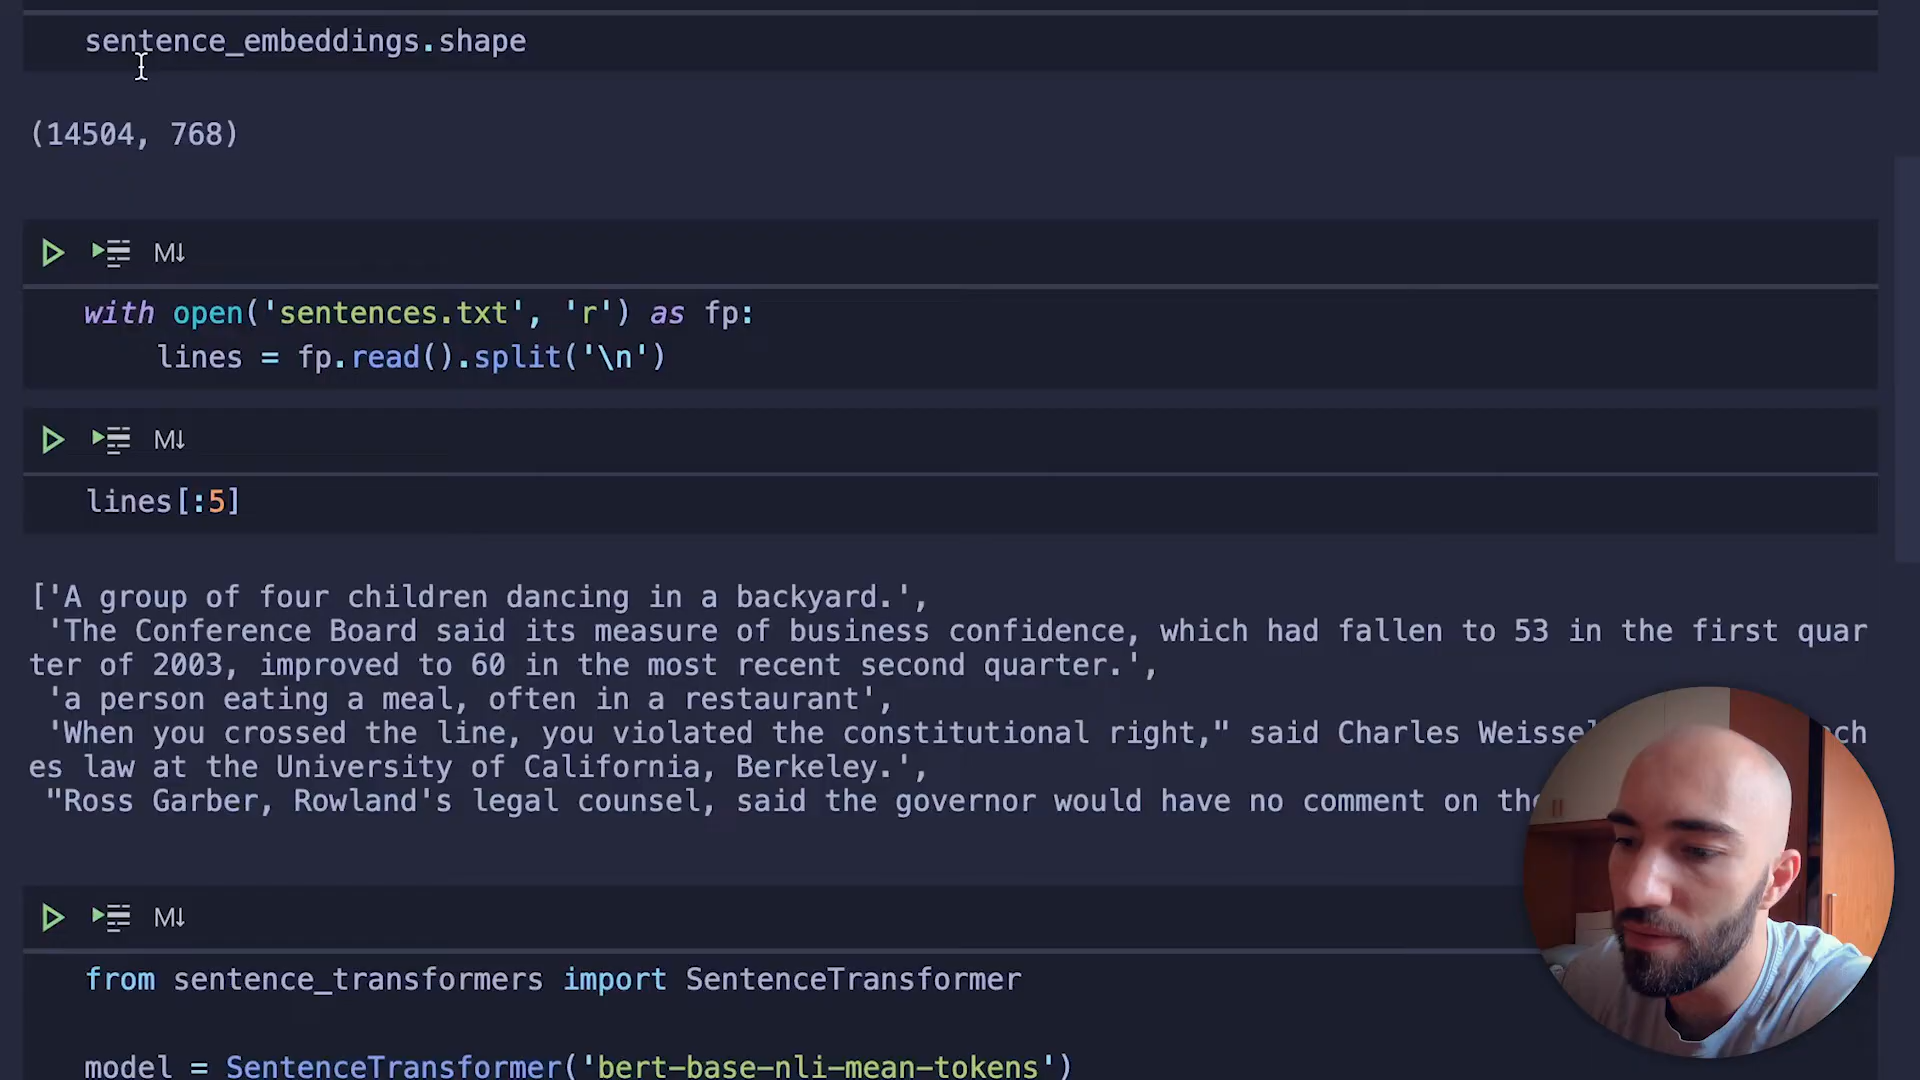 sentence_embeddings.shape
(14504, 768)
M↓
with open('sentences.txt', 'r') as fp:
    lines = fp.read().split('\n')
M↓
lines[:5]
['A group of four children dancing in a backyard.',
 'The Conference Board said its measure of business confidence, which had fallen to 53 in the first quar
ter of 2003, improved to 60 in the most recent second quarter.',
 'a person eating a meal, often in a restaurant',
 'When you crossed the line, you violated the constitutional right," said Charles
es law at the University of California, Berkeley.',
 "Ross Garber, Rowland's legal counsel, said the governor would have no comment on
M↓
from sentence_transformers import SentenceTransformer
model = SentenceTransformer('bert-base-nli-mean-tokens')